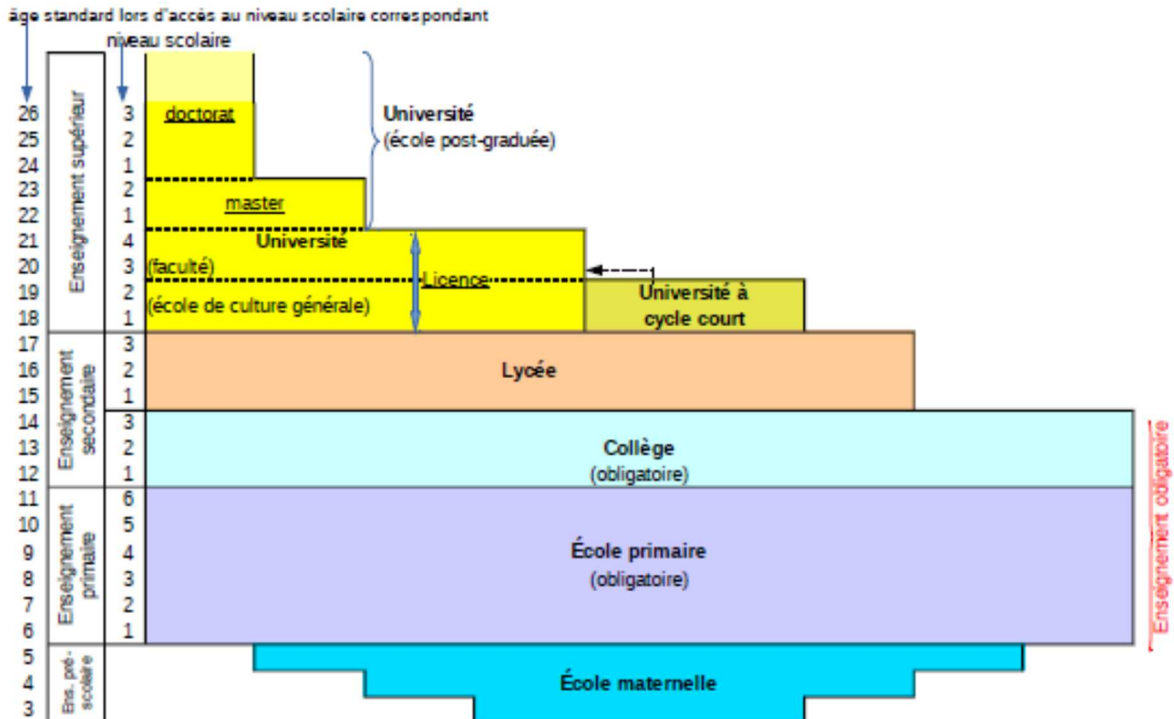 âge standard lors d'accès au niveau scolaire correspondant
niveau scolaire
Enseignement supérieur
26 3 doctorat
Université
25 2
(école post-graduée)
24 1
23 2
22 1 master
21 4 Université
20 3 (faculté)
Licence
19 2
18 1 (école de culture générale)
Université à
cycle court
Enseignement
secondaire
17 3
16 2 Lycée
15 1
14 3
13 2 Collège
12 1 (obligatoire)
Enseignement
primaire
11 6
10 5
9 4 École primaire
8 3 (obligatoire)
7 2
6 1
Enseignement obligatoire
Ens. pré-
scolaire
5
4 École maternelle
3